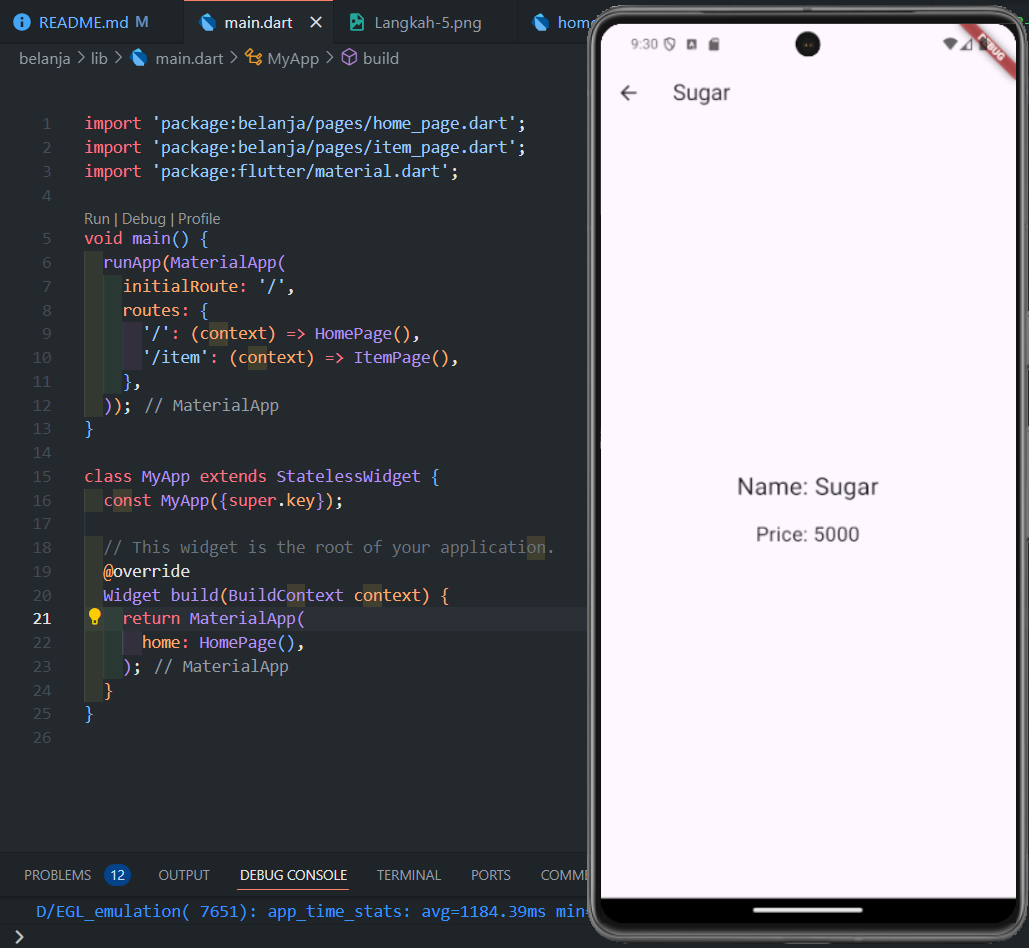 README.md M
main.dart
Langkah-5.png
home
belanja > lib > main.dart > MyApp > build
1 import 'package:belanja/pages/home_page.dart';
2 import 'package:belanja/pages/item_page.dart';
3 import 'package:flutter/material.dart';
4
Run | Debug | Profile
5 void main() {
6 runApp(MaterialApp(
7 initialRoute: '/',
8 routes: {
9 '/': (context) => HomePage(),
10 '/item': (context) => ItemPage(),
11 },
12 )); // MaterialApp
13 }
14
15 class MyApp extends StatelessWidget {
16 const MyApp({super.key});
17
18 // This widget is the root of your application.
19 @override
20 Widget build(BuildContext context) {
21 return MaterialApp(
22 home: HomePage(),
23 ); // MaterialApp
24 }
25 }
26
PROBLEMS 12 OUTPUT DEBUG CONSOLE TERMINAL PORTS COMME
D/EGL_emulation( 7651): app_time_stats: avg=1184.39ms min=
9:30
DEBUG
Sugar
Name: Sugar
Price: 5000